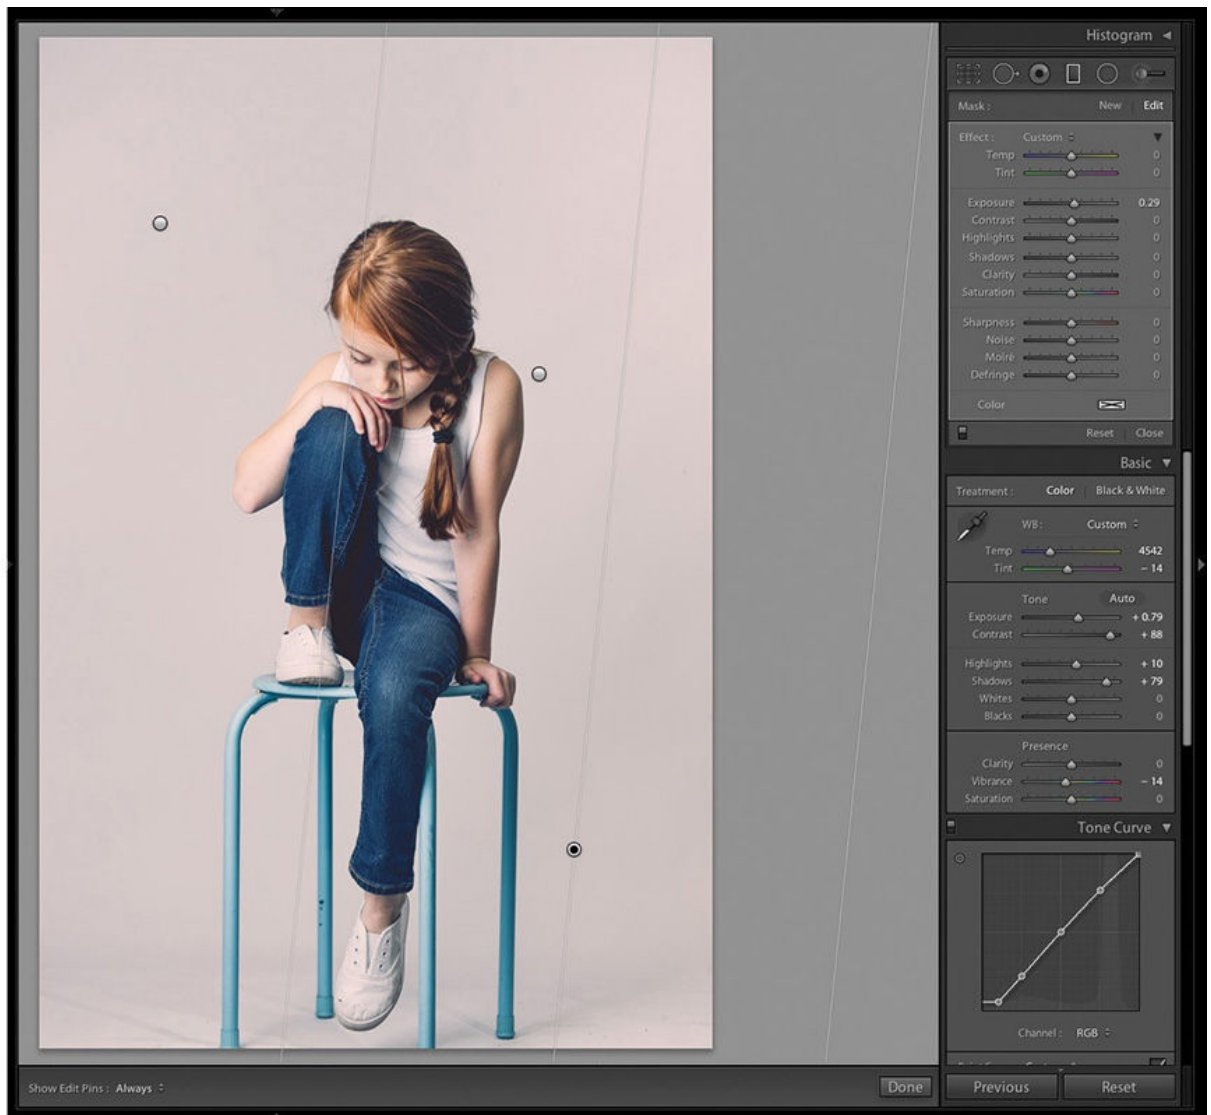 Histogram
Mask : New Edit
Effect : Custom
Temp 0
Tint 0
Exposure 0.29
Contrast 0
Highlights 0
Shadows 0
Clarity 0
Saturation 0
Sharpness 0
Noise 0
Moiré 0
Defringe 0
Color
Reset Close
Basic
Treatment : Color Black & White
WB : Custom
Temp 4542
Tint – 14
Tone Auto
Exposure + 0.79
Contrast + 88
Highlights + 10
Shadows + 79
Whites 0
Blacks 0
Presence
Clarity 0
Vibrance – 14
Saturation 0
Tone Curve
Channel : RGB
Show Edit Pins : Always Done Previous Reset